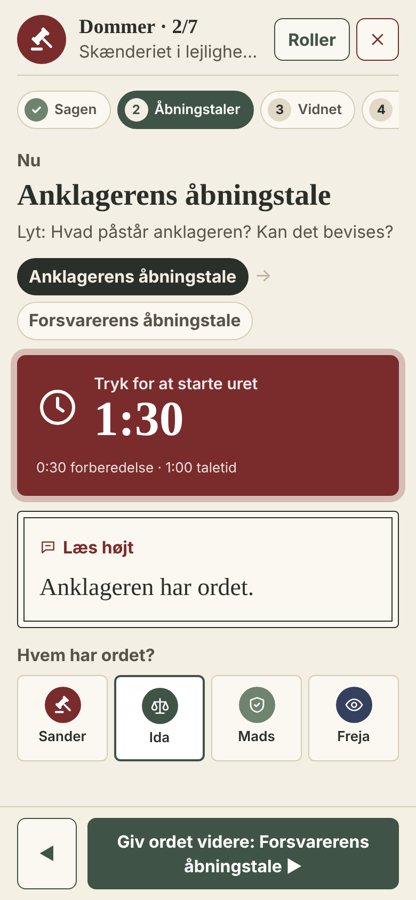 Dommer · 2/7
Skænderiet i lejlighe...
Roller
Sagen
2 Åbningstaler
3 Vidnet
4
Nu
Anklagerens åbningstale
Lyt: Hvad påstår anklageren? Kan det bevises?
Anklagerens åbningstale →
Forsvarerens åbningstale
Tryk for at starte uret
1:30
0:30 forberedelse · 1:00 taletid
Læs højt
Anklageren har ordet.
Hvem har ordet?
Sander
Ida
Mads
Freja
Giv ordet videre: Forsvarerens
åbningstale ▶